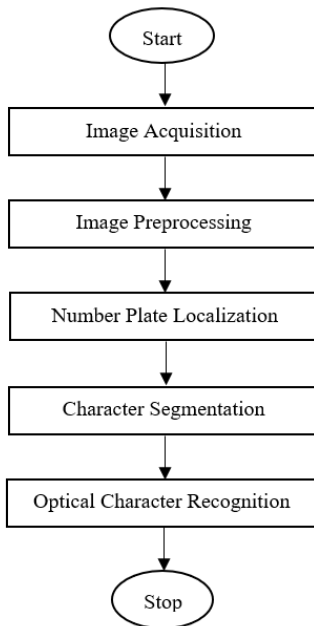 Start
Image Acquisition
Image Preprocessing
Number Plate Localization
Character Segmentation
Optical Character Recognition
Stop